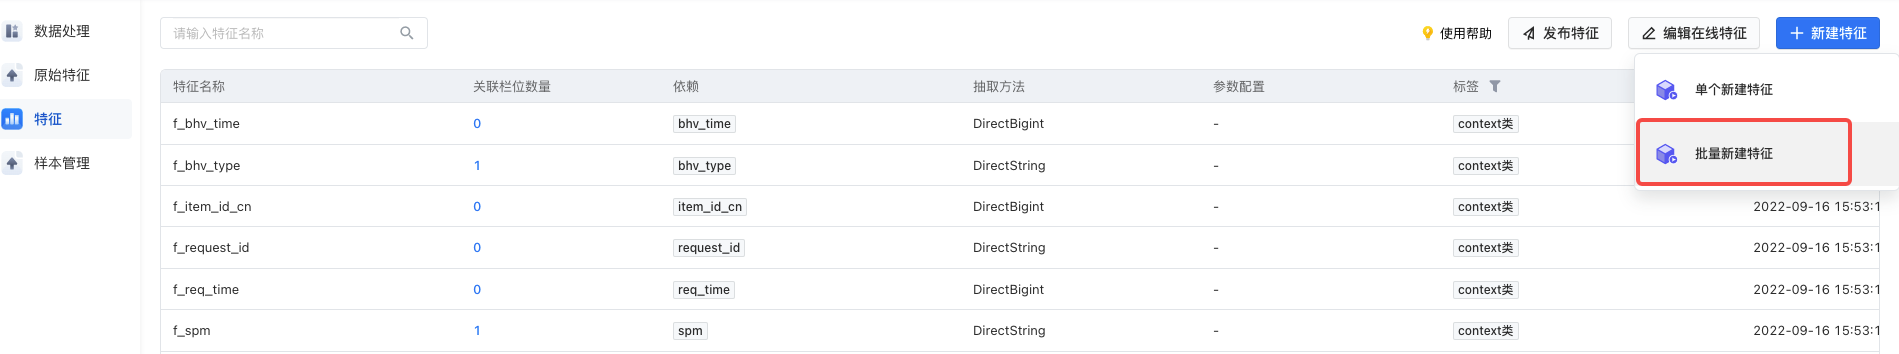 数据处理
原始特征
特征
样本管理
请输入特征名称
使用帮助 发布特征 编辑在线特征 新建特征
单个新建特征
批量新建特征
特征名称 关联栏位数量 依赖 抽取方法 参数配置 标签
f_bhv_time 0 bhv_time DirectBigint - context类
f_bhv_type 1 bhv_type DirectString - context类
f_item_id_cn 0 item_id_cn DirectBigint - context类 2022-09-16 15:53:1
f_request_id 0 request_id DirectString - context类 2022-09-16 15:53:1
f_req_time 0 req_time DirectBigint - context类 2022-09-16 15:53:1
f_spm 1 spm DirectString - context类 2022-09-16 15:53:1